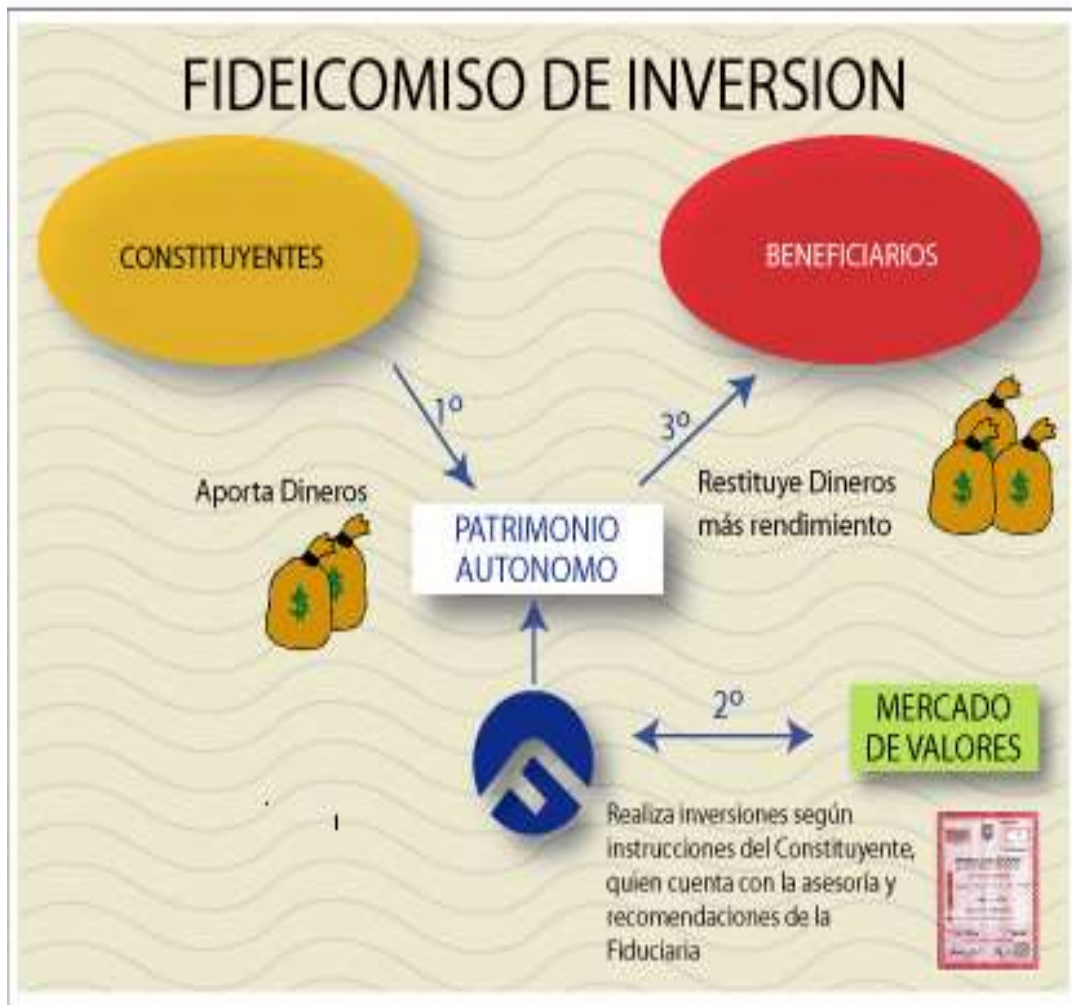 FIDEICOMISO DE INVERSION
CONSTITUYENTES
BENEFICIARIOS
1º
3º
Aporta Dineros
Restituye Dineros
más rendimiento
PATRIMONIO
AUTONOMO
2º
MERCADO
DE VALORES
Realiza inversiones según
instrucciones del Constituyente,
quien cuenta con la asesoría y
recomendaciones de la
Fiduciaria
$
$
$
$
$